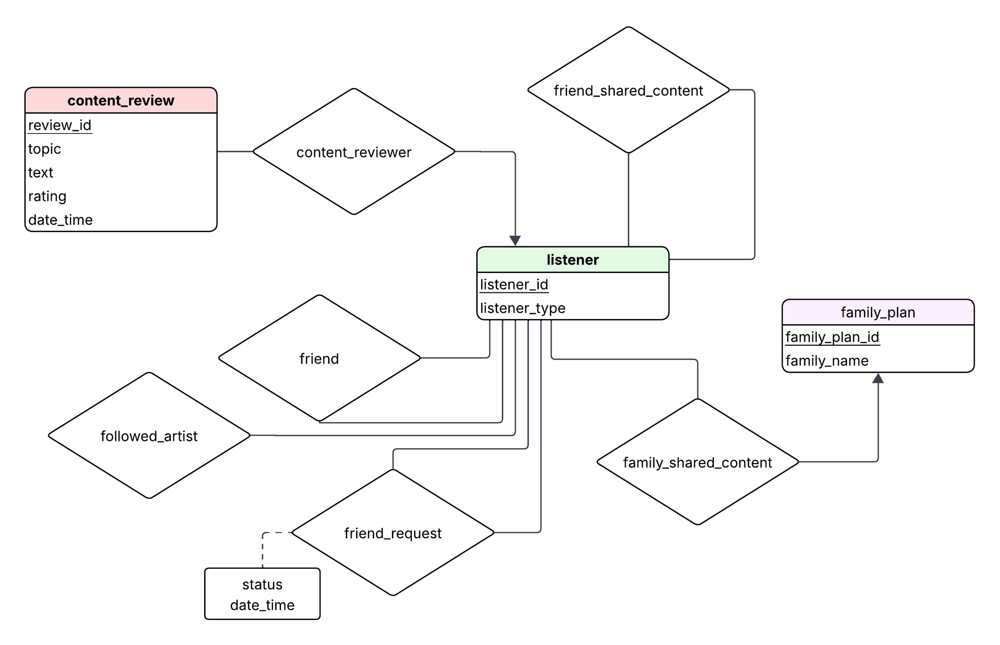 friend_shared_content
content_review
review_id
topic
text
rating
date_time
content_reviewer
listener
listener_id
listener_type
family_plan
family_plan_id
family_name
friend
followed_artist
family_shared_content
friend_request
status
date_time